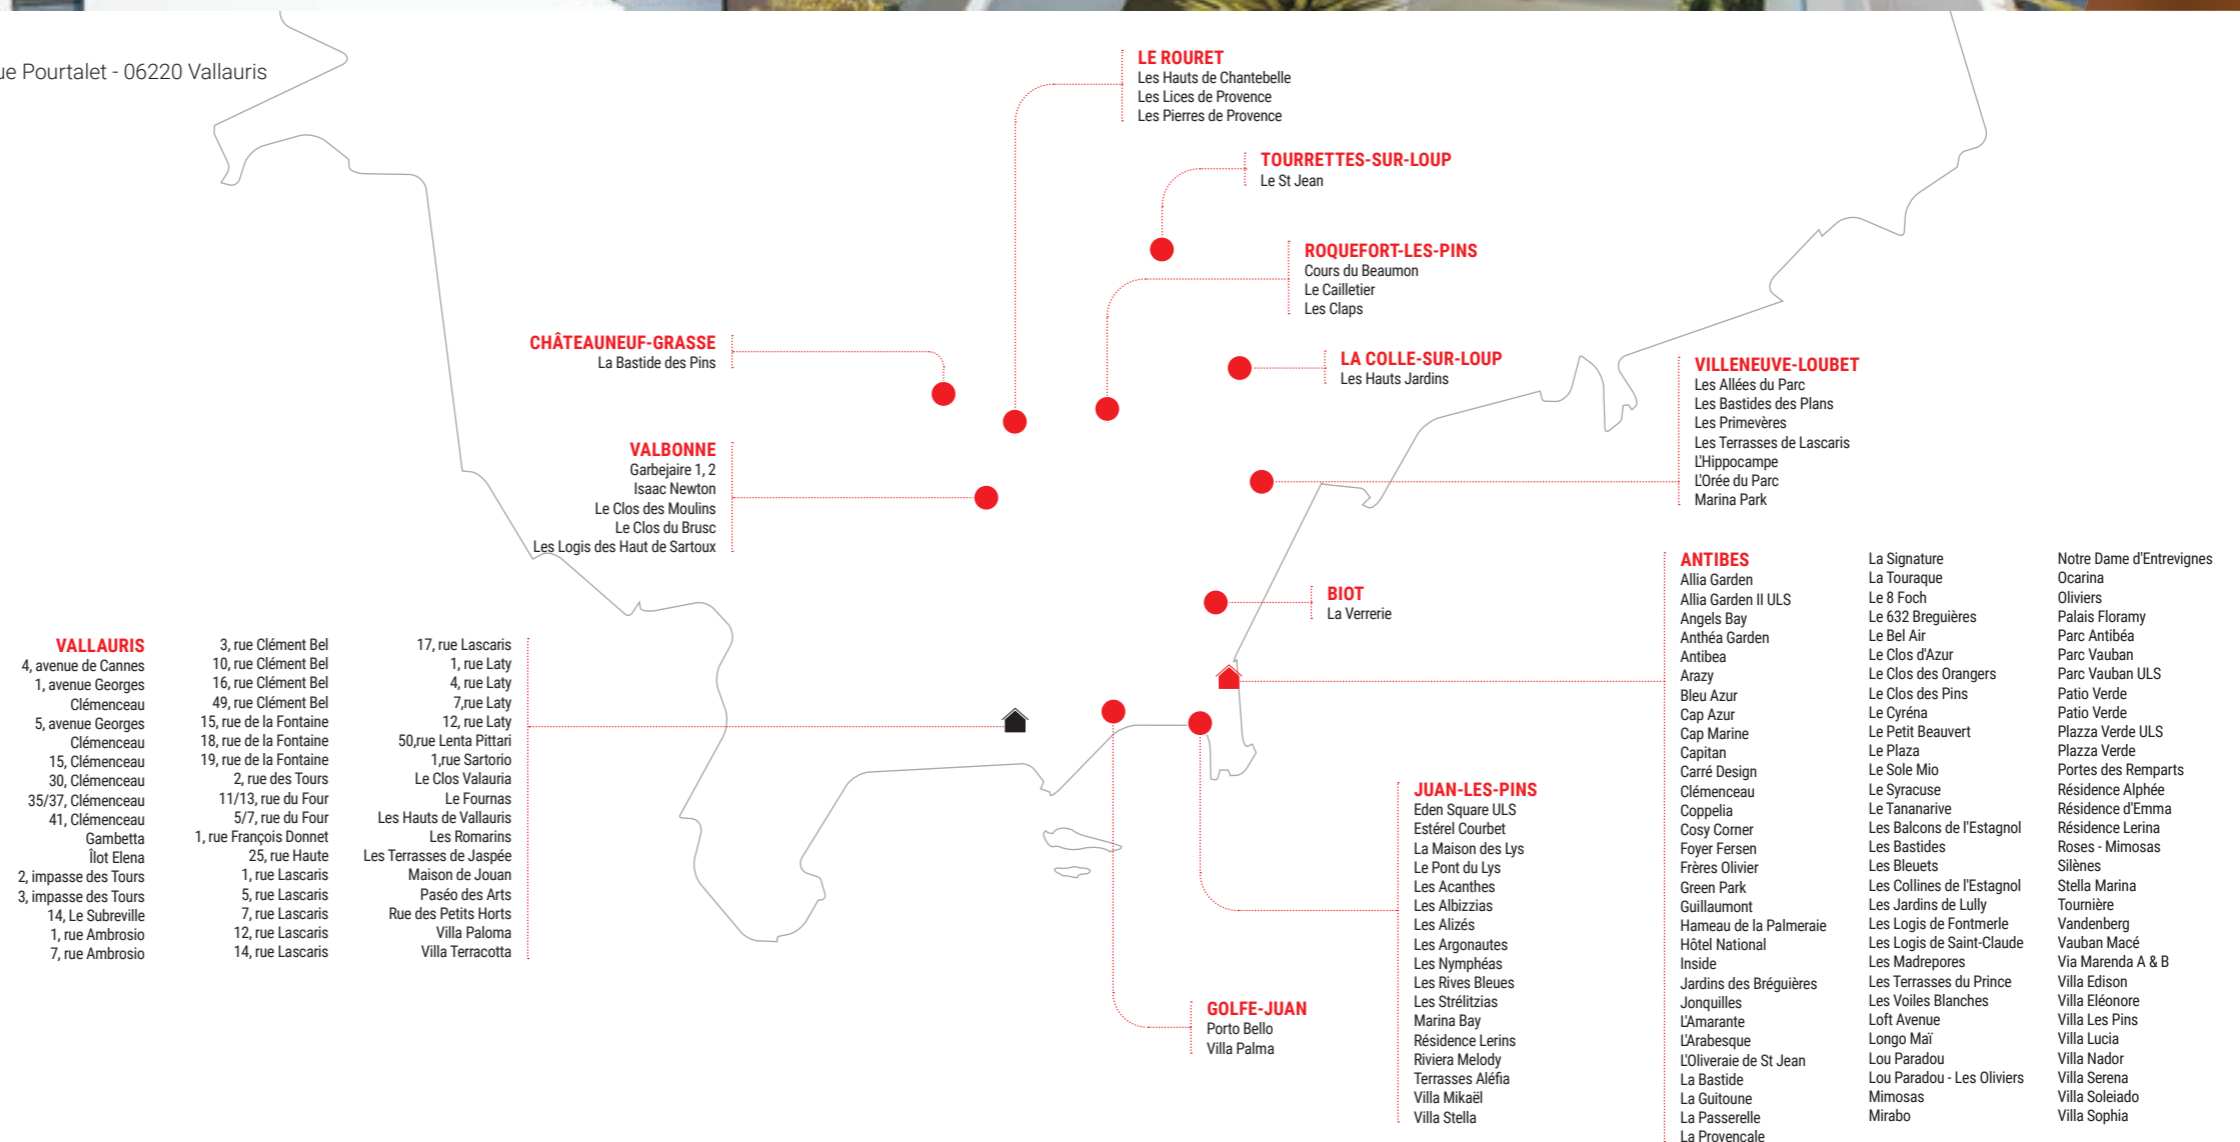 ue Pourtalet - 06220 Vallauris
LE ROURET
Les Hauts de Chantebelle
Les Lices de Provence
Les Pierres de Provence
TOURRETTES-SUR-LOUP
Le St Jean
ROQUEFORT-LES-PINS
Cours du Beaumon
Le Cailletier
Les Claps
CHÂTEAUNEUF-GRASSE
La Bastide des Pins
LA COLLE-SUR-LOUP
Les Hauts Jardins
VILLENEUVE-LOUBET
Les Allées du Parc
Les Bastides des Plans
Les Primevères
Les Terrasses de Lascaris
L'Hippocampe
L'Orée du Parc
Marina Park
VALBONNE
Garbejaire 1, 2
Isaac Newton
Le Clos des Moulins
Le Clos du Brusc
Les Logis des Haut de Sartoux
BIOT
La Verrerie
VALLAURIS
4, avenue de Cannes
1, avenue Georges
Clémenceau
5, avenue Georges
Clémenceau
15, Clémenceau
30, Clémenceau
35/37, Clémenceau
41, Clémenceau
Gambetta
Îlot Elena
2, impasse des Tours
3, impasse des Tours
14, Le Subreville
1, rue Ambrosio
7, rue Ambrosio
3, rue Clément Bel
10, rue Clément Bel
16, rue Clément Bel
49, rue Clément Bel
15, rue de la Fontaine
18, rue de la Fontaine
19, rue de la Fontaine
2, rue des Tours
11/13, rue du Four
5/7, rue du Four
1, rue François Donnet
25, rue Haute
1, rue Lascaris
5, rue Lascaris
7, rue Lascaris
12, rue Lascaris
14, rue Lascaris
17, rue Lascaris
1, rue Laty
4, rue Laty
7,rue Laty
12, rue Laty
50,rue Lenta Pittari
1,rue Sartorio
Le Clos Valauria
Le Fournas
Les Hauts de Vallauris
Les Romarins
Les Terrasses de Jaspée
Maison de Jouan
Paséo des Arts
Rue des Petits Horts
Villa Paloma
Villa Terracotta
GOLFE-JUAN
Porto Bello
Villa Palma
JUAN-LES-PINS
Eden Square ULS
Estérel Courbet
La Maison des Lys
Le Pont du Lys
Les Acanthes
Les Albizzias
Les Alizés
Les Argonautes
Les Nymphéas
Les Rives Bleues
Les Strélitzias
Marina Bay
Résidence Lerins
Riviera Melody
Terrasses Aléfia
Villa Mikaël
Villa Stella
ANTIBES
Allia Garden
Allia Garden II ULS
Angels Bay
Anthéa Garden
Antibea
Arazy
Bleu Azur
Cap Azur
Cap Marine
Capitan
Carré Design
Clémenceau
Coppelia
Cosy Corner
Foyer Fersen
Frères Olivier
Green Park
Guillaumont
Hameau de la Palmeraie
Hôtel National
Inside
Jardins des Bréguières
Jonquilles
L'Amarante
L'Arabesque
L'Oliveraie de St Jean
La Bastide
La Guitoune
La Passerelle
La Provençale
La Signature
La Touraque
Le 8 Foch
Le 632 Breguières
Le Bel Air
Le Clos d'Azur
Le Clos des Orangers
Le Clos des Pins
Le Cyréna
Le Petit Beauvert
Le Plaza
Le Sole Mio
Le Syracuse
Le Tananarive
Les Balcons de l'Estagnol
Les Bastides
Les Bleuets
Les Collines de l'Estagnol
Les Jardins de Lully
Les Logis de Fontmerle
Les Logis de Saint-Claude
Les Madrepores
Les Terrasses du Prince
Les Voiles Blanches
Loft Avenue
Longo Maï
Lou Paradou
Lou Paradou - Les Oliviers
Mimosas
Mirabo
Notre Dame d'Entrevignes
Ocarina
Oliviers
Palais Floramy
Parc Antibéa
Parc Vauban
Parc Vauban ULS
Patio Verde
Patio Verde
Plazza Verde ULS
Plazza Verde
Portes des Remparts
Résidence Alphée
Résidence d'Emma
Résidence Lerina
Roses - Mimosas
Silènes
Stella Marina
Tournière
Vandenberg
Vauban Macé
Via Marenda A & B
Villa Edison
Villa Eléonore
Villa Les Pins
Villa Lucia
Villa Nador
Villa Serena
Villa Soleiado
Villa Sophia